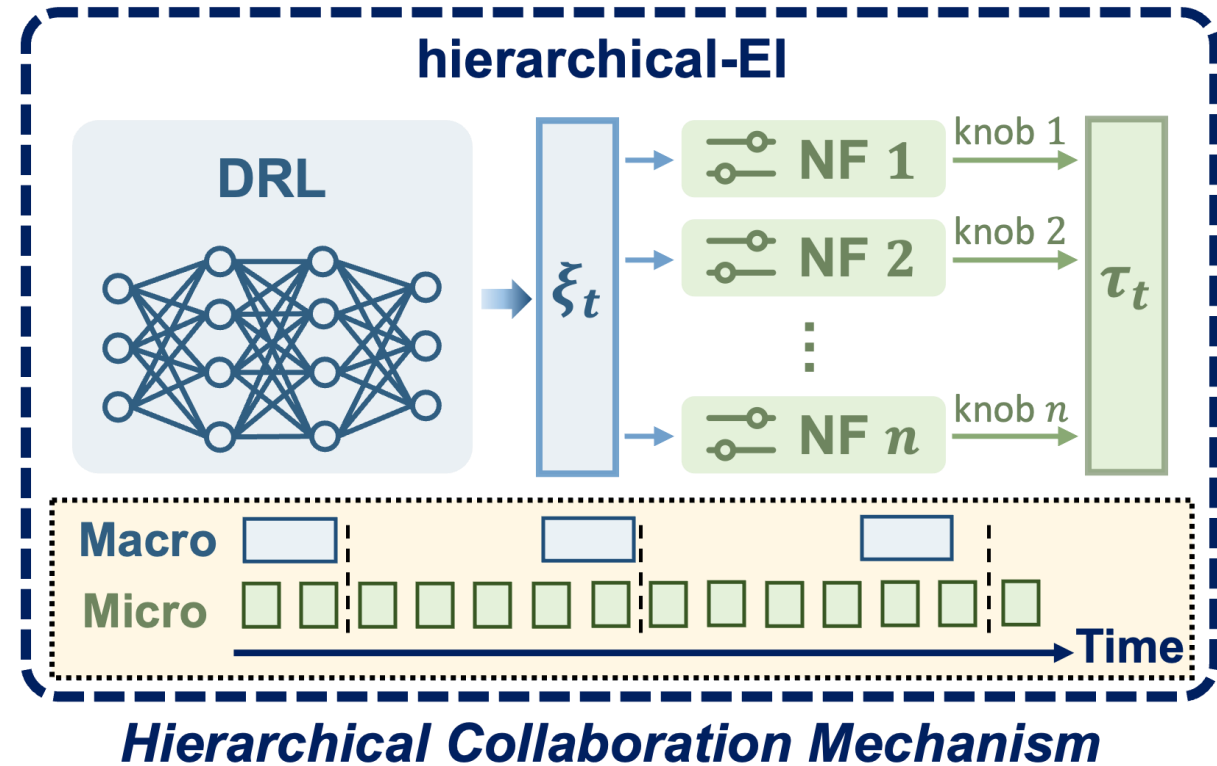 hierarchical-EI
DRL
ξₜ
NF 1
knob 1
NF 2
knob 2
⋮
NF n
knob n
τₜ
Macro
Micro
Time
Hierarchical Collaboration Mechanism